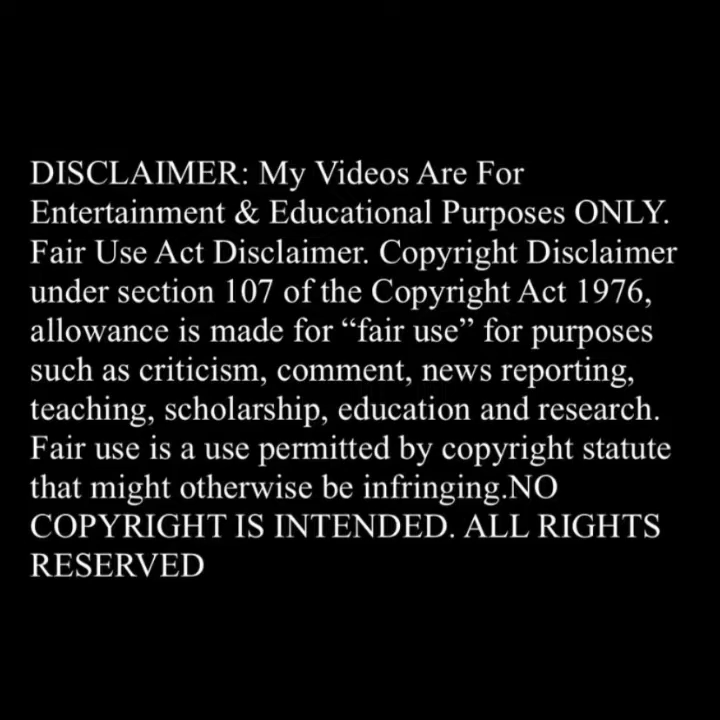 DISCLAIMER: My Videos Are For
Entertainment & Educational Purposes ONLY.
Fair Use Act Disclaimer. Copyright Disclaimer
under section 107 of the Copyright Act 1976,
allowance is made for “fair use” for purposes
such as criticism, comment, news reporting,
teaching, scholarship, education and research.
Fair use is a use permitted by copyright statute
that might otherwise be infringing.NO
COPYRIGHT IS INTENDED. ALL RIGHTS
RESERVED